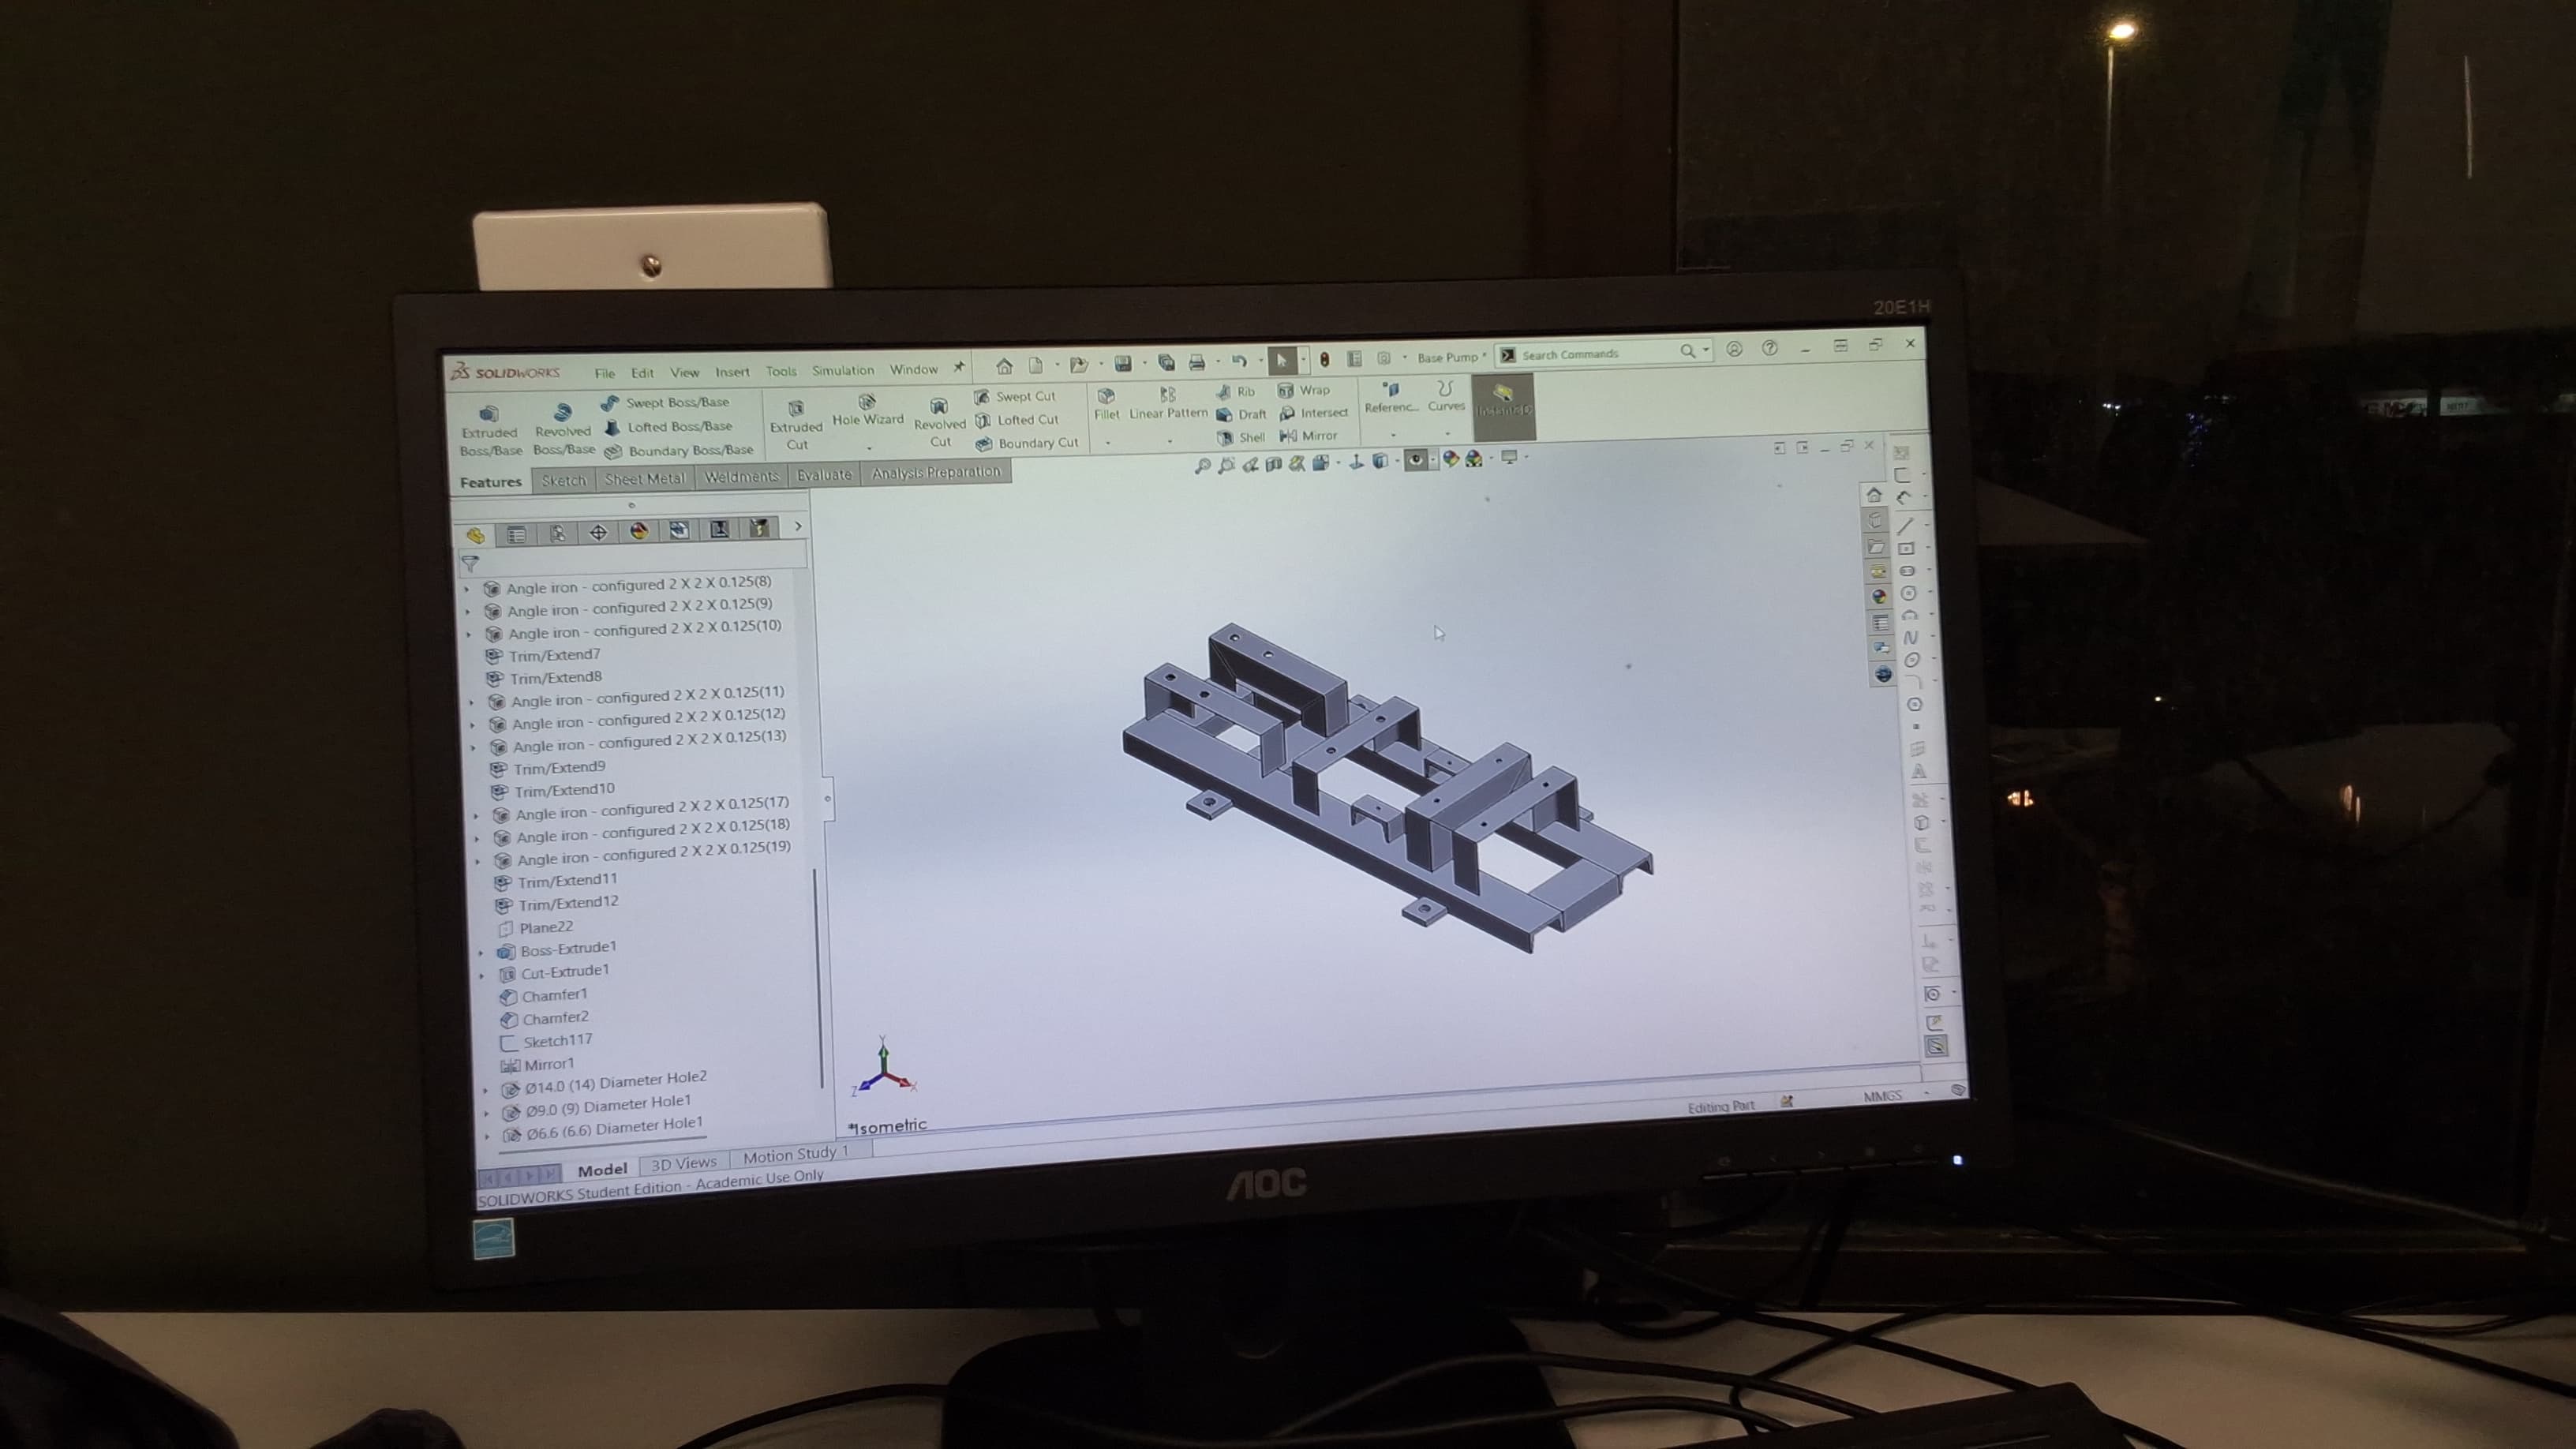 20E1H
SOLIDWORKS File Edit View Insert Tools Simulation Window Base Pump * Search Commands
Extruded Boss/Base
Revolved Boss/Base
Swept Boss/Base
Lofted Boss/Base
Boundary Boss/Base
Extruded Cut
Hole Wizard
Revolved Cut
Swept Cut
Lofted Cut
Boundary Cut
Fillet
Linear Pattern
Rib
Draft
Shell
Wrap
Intersect
Mirror
Referenc...
Curves
Features Sketch Sheet Metal Weldments Evaluate Analysis Preparation
Angle iron - configured 2 X 2 X 0.125(8)
Angle iron - configured 2 X 2 X 0.125(9)
Angle iron - configured 2 X 2 X 0.125(10)
Trim/Extend7
Trim/Extend8
Angle iron - configured 2 X 2 X 0.125(11)
Angle iron - configured 2 X 2 X 0.125(12)
Angle iron - configured 2 X 2 X 0.125(13)
Trim/Extend9
Trim/Extend10
Angle iron - configured 2 X 2 X 0.125(17)
Angle iron - configured 2 X 2 X 0.125(18)
Angle iron - configured 2 X 2 X 0.125(19)
Trim/Extend11
Trim/Extend12
Plane22
Boss-Extrude1
Cut-Extrude1
Chamfer1
Chamfer2
Sketch117
Mirror1
Ø14.0 (14) Diameter Hole2
Ø9.0 (9) Diameter Hole1
Ø6.6 (6.6) Diameter Hole1
Y
Z
X
*Isometric
Model 3D Views Motion Study 1
SOLIDWORKS Student Edition - Academic Use Only
Editing Part MMGS
AOC